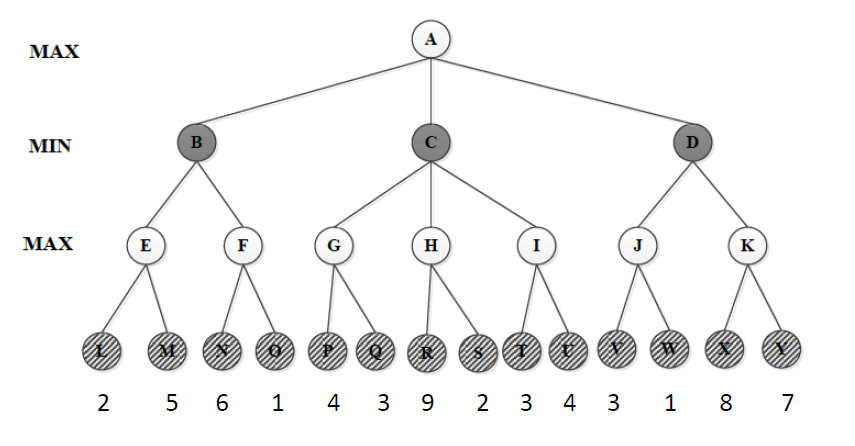 A
MAX
MIN
B C D
MAX
E F G H I J K
L M N O P Q R S T U V W X Y
2 5 6 1 4 3 9 2 3 4 3 1 8 7